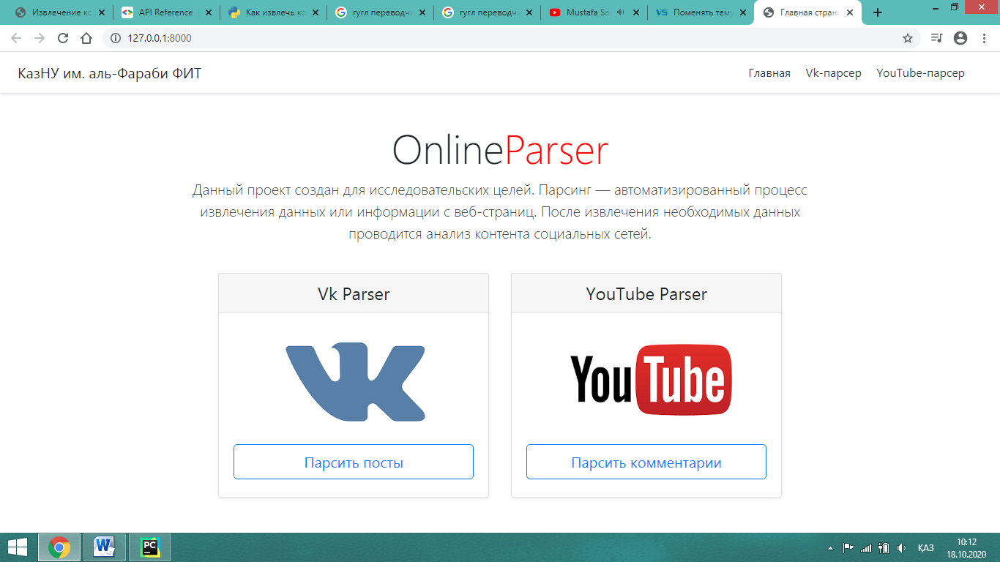 Извлечение ко
API Reference
Как извлечь ко
гугл переводч
гугл переводч
Mustafa Sa
VS Поменять тему
Главная стран
127.0.0.1:8000
КазНУ им. аль-Фараби ФИТ
Главная Vk-парсер YouTube-парсер
OnlineParser
Данный проект создан для исследовательских целей. Парсинг — автоматизированный процесс
извлечения данных или информации с веб-страниц. После извлечения необходимых данных
проводится анализ контента социальных сетей.
Vk Parser
YouTube Parser
YouTube
Парсить посты
Парсить комментарии
W
PC
ҚАЗ
10:12
18.10.2020